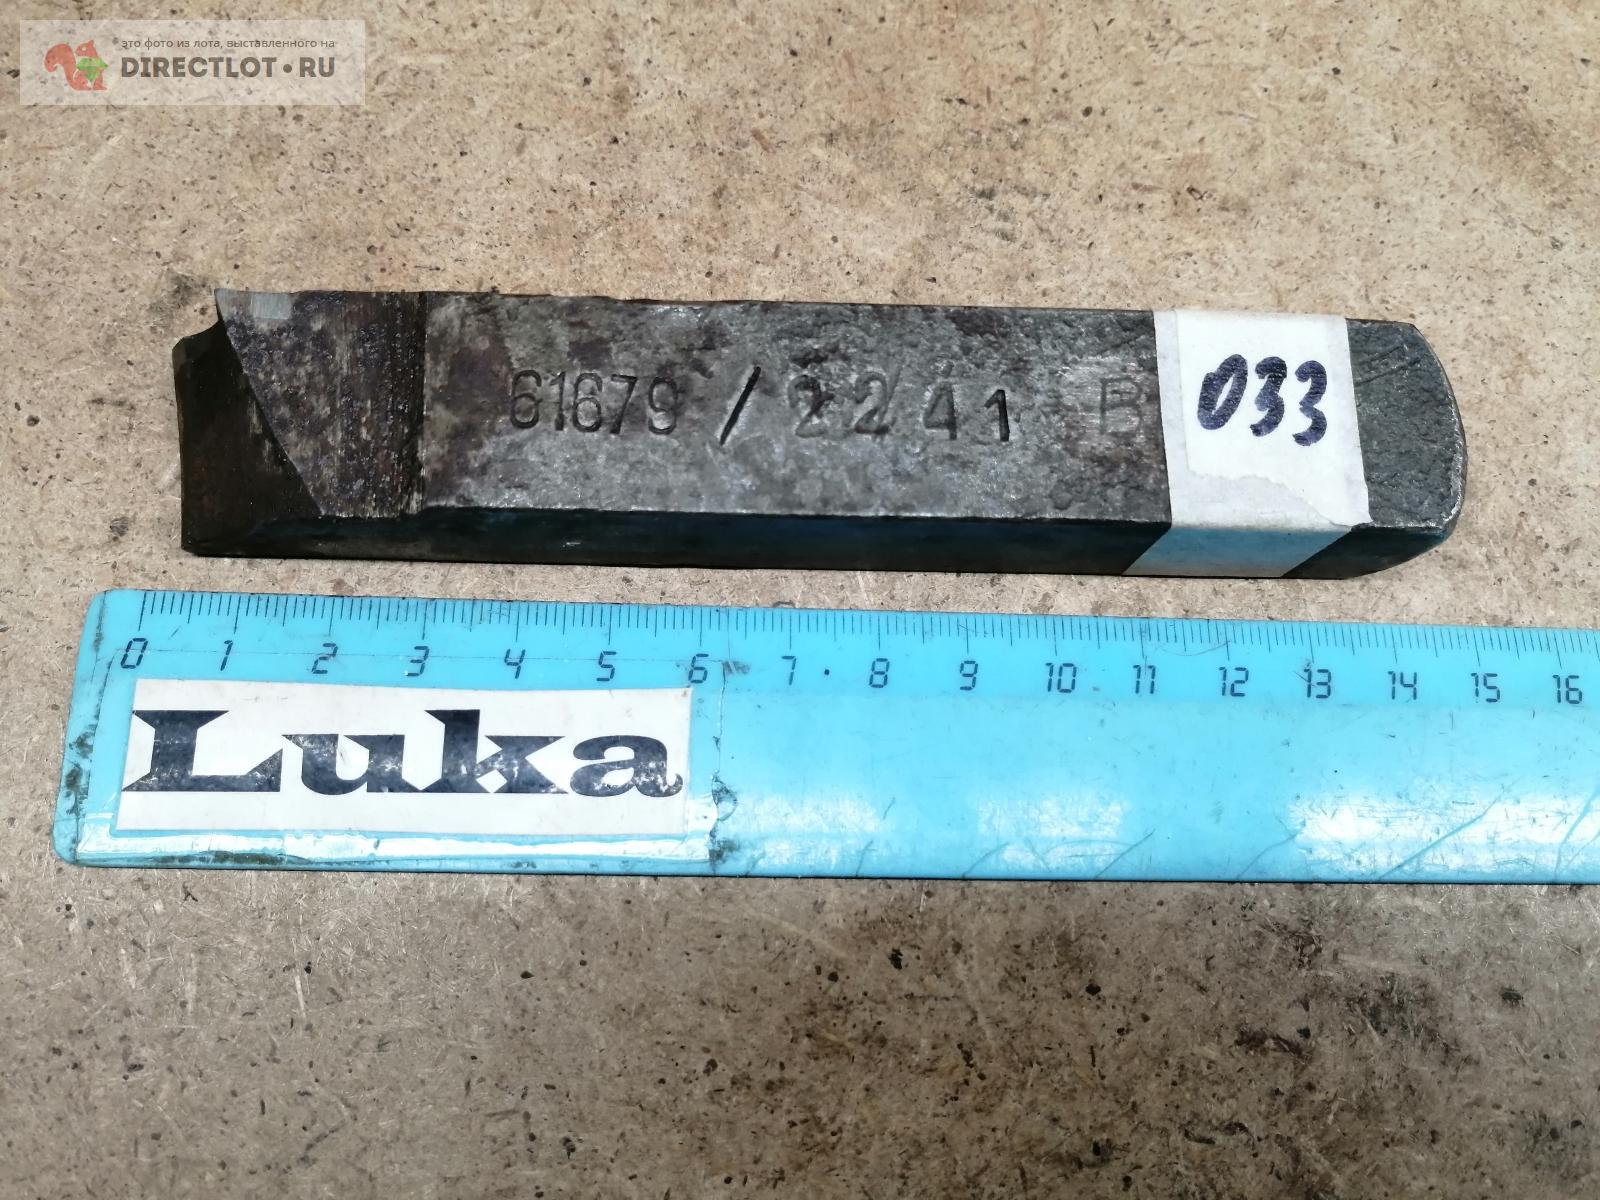 это фото из лота, выставленного на
DIRECTLOT.RU
61679 / 2241 B
033
0 1 2 3 4 5 6 7 8 9 10 11 12 13 14 15 16
Luka